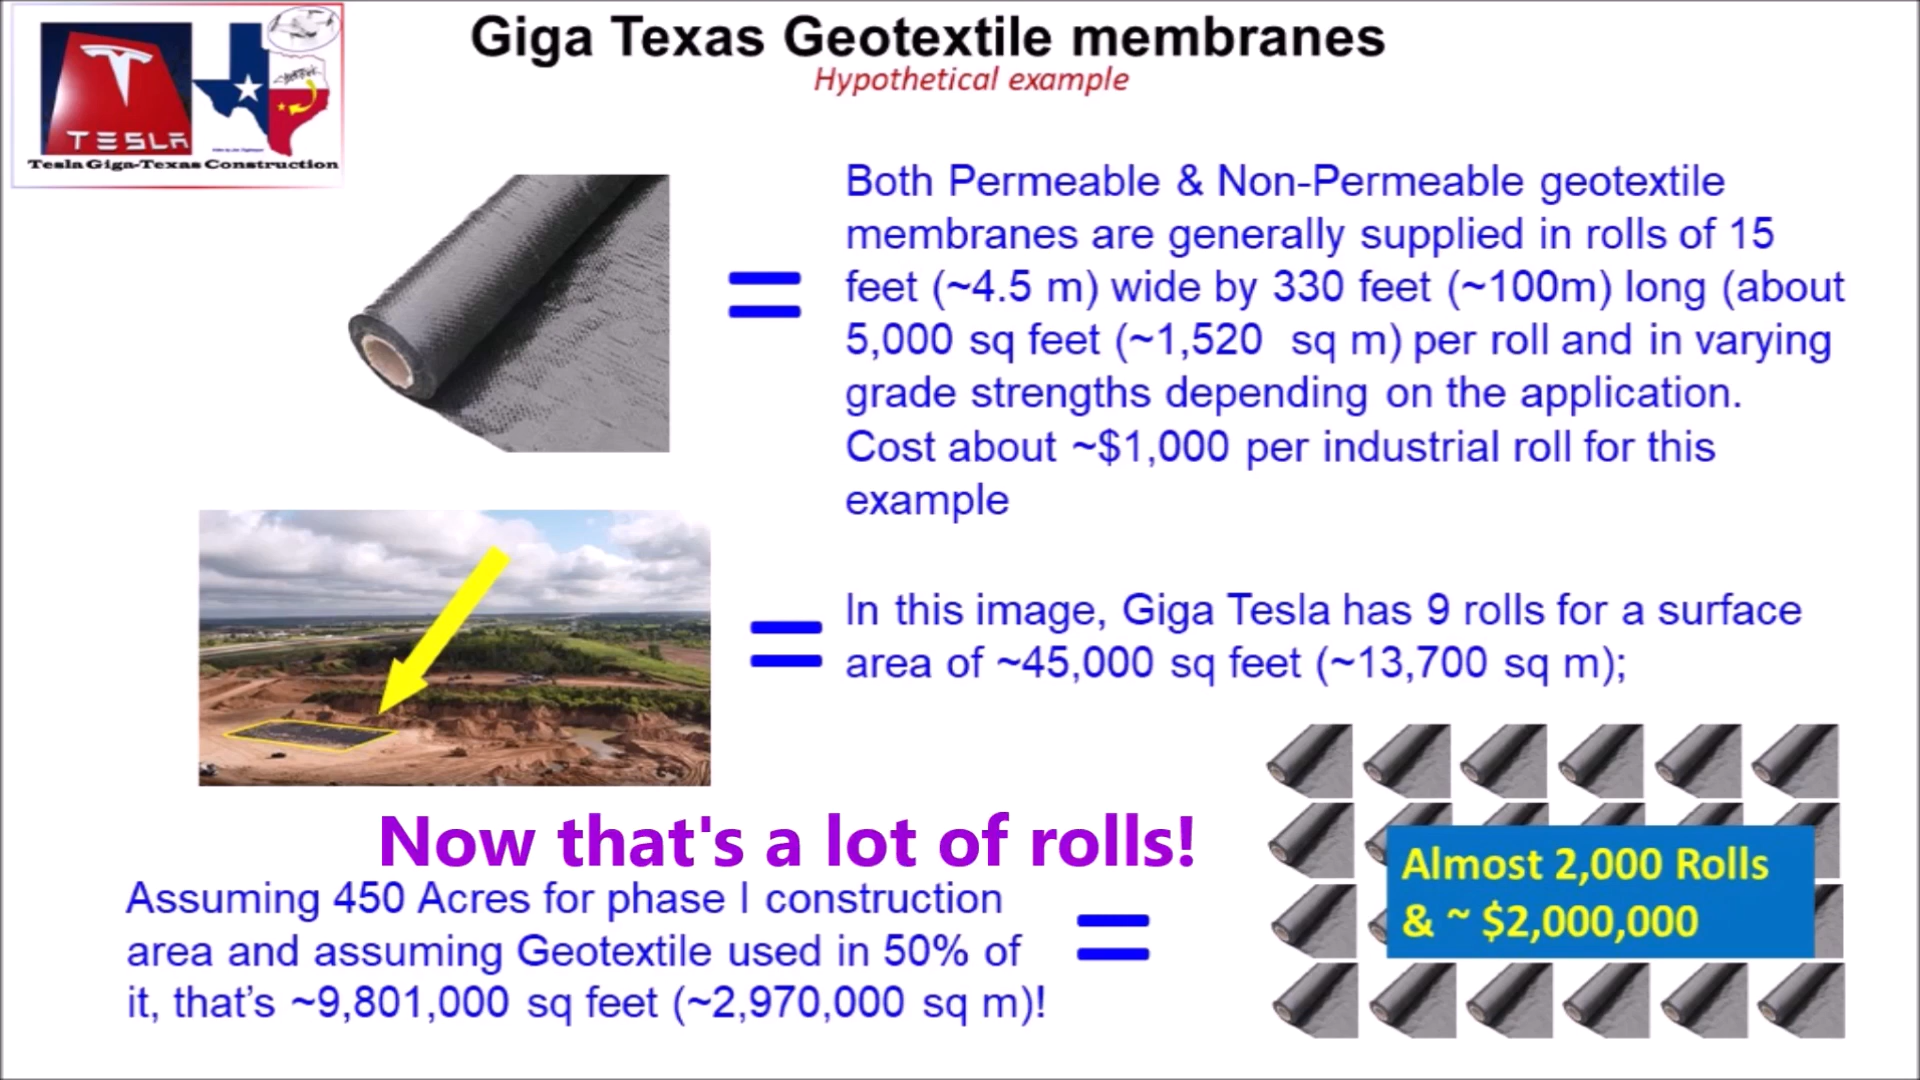 Giga Texas Geotextile membranes
Hypothetical example
TESLA
Tesla Giga-Texas Construction
Both Permeable & Non-Permeable geotextile
membranes are generally supplied in rolls of 15
feet (~4.5 m) wide by 330 feet (~100m) long (about
5,000 sq feet (~1,520 sq m) per roll and in varying
grade strengths depending on the application.
Cost about ~$1,000 per industrial roll for this
example
In this image, Giga Tesla has 9 rolls for a surface
area of ~45,000 sq feet (~13,700 sq m);
Now that's a lot of rolls!
Assuming 450 Acres for phase I construction
area and assuming Geotextile used in 50% of
it, that’s ~9,801,000 sq feet (~2,970,000 sq m)!
Almost 2,000 Rolls
& ~ $2,000,000